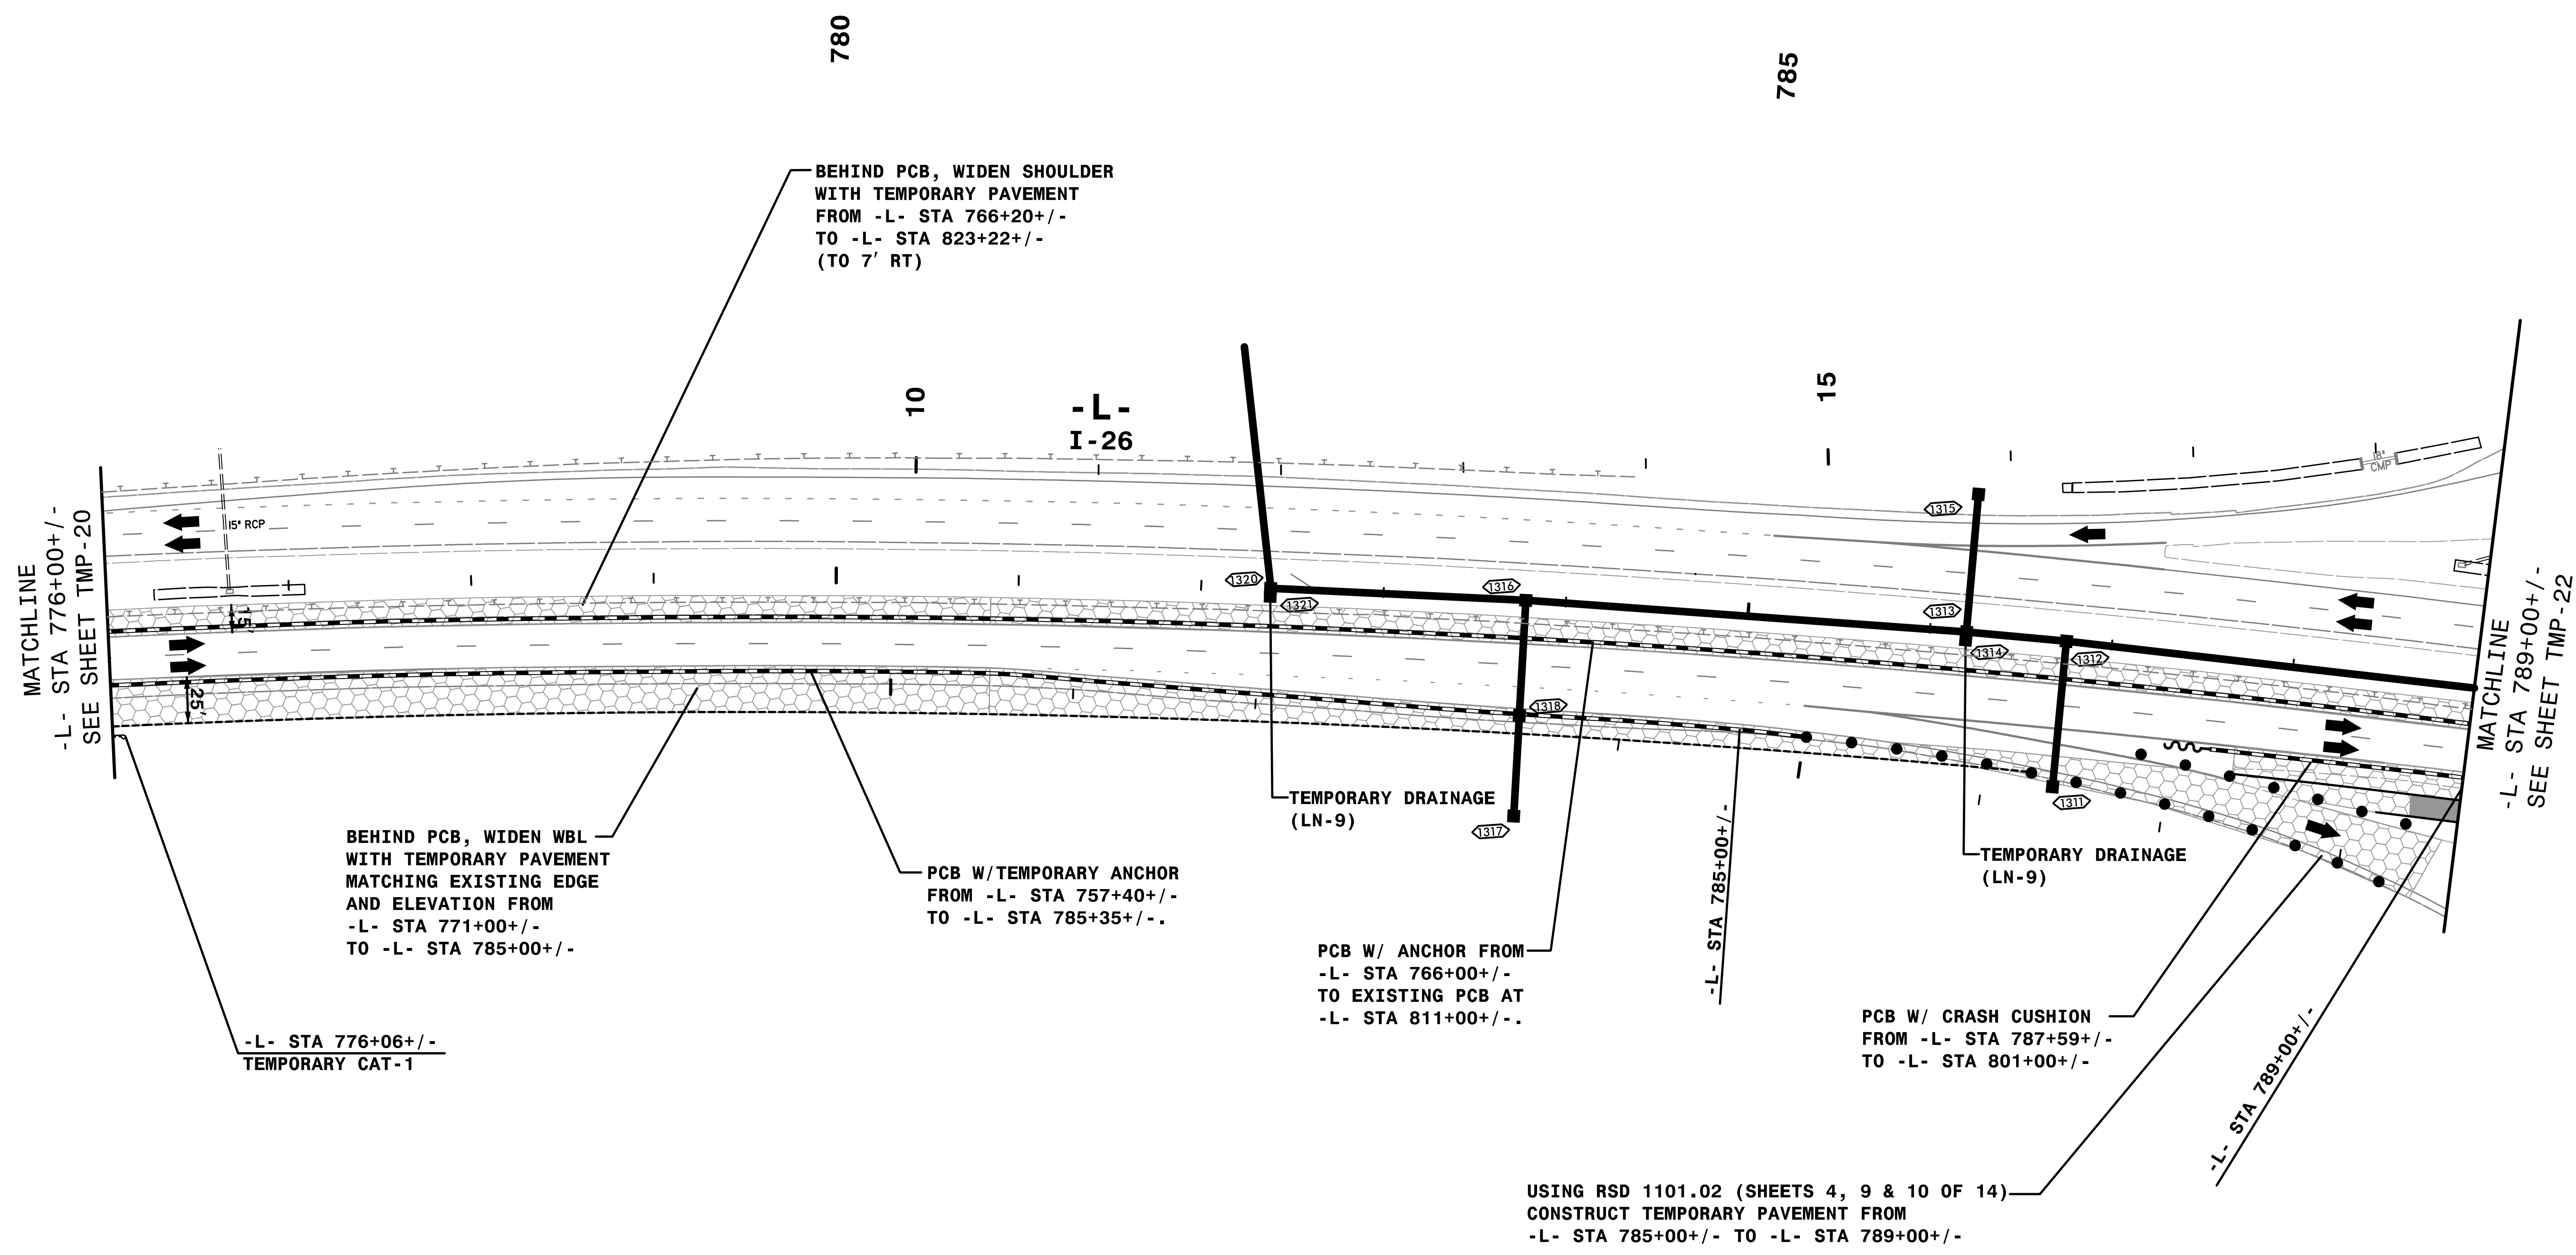 780
785
BEHIND PCB, WIDEN SHOULDER
WITH TEMPORARY PAVEMENT
FROM -L- STA 766+20+/-
TO -L- STA 823+22+/-
(TO 7' RT)
10
-L-
I-26
15
18"
CMP
1315
15" RCP
MATCHLINE
-L- STA 776+00+/-
SEE SHEET TMP-20
1320
1321
1316
1313
1314
1312
15'
25'
1318
1317
1311
MATCHLINE
-L- STA 789+00+/-
SEE SHEET TMP-22
TEMPORARY DRAINAGE
(LN-9)
BEHIND PCB, WIDEN WBL
WITH TEMPORARY PAVEMENT
MATCHING EXISTING EDGE
AND ELEVATION FROM
-L- STA 771+00+/-
TO -L- STA 785+00+/-
PCB W/TEMPORARY ANCHOR
FROM -L- STA 757+40+/-
TO -L- STA 785+35+/-.
TEMPORARY DRAINAGE
(LN-9)
-L- STA 785+00+/-
PCB W/ ANCHOR FROM
-L- STA 766+00+/-
TO EXISTING PCB AT
-L- STA 811+00+/-.
PCB W/ CRASH CUSHION
FROM -L- STA 787+59+/-
TO -L- STA 801+00+/-
-L- STA 789+00+/-
-L- STA 776+06+/-
TEMPORARY CAT-1
USING RSD 1101.02 (SHEETS 4, 9 & 10 OF 14)
CONSTRUCT TEMPORARY PAVEMENT FROM
-L- STA 785+00+/- TO -L- STA 789+00+/-